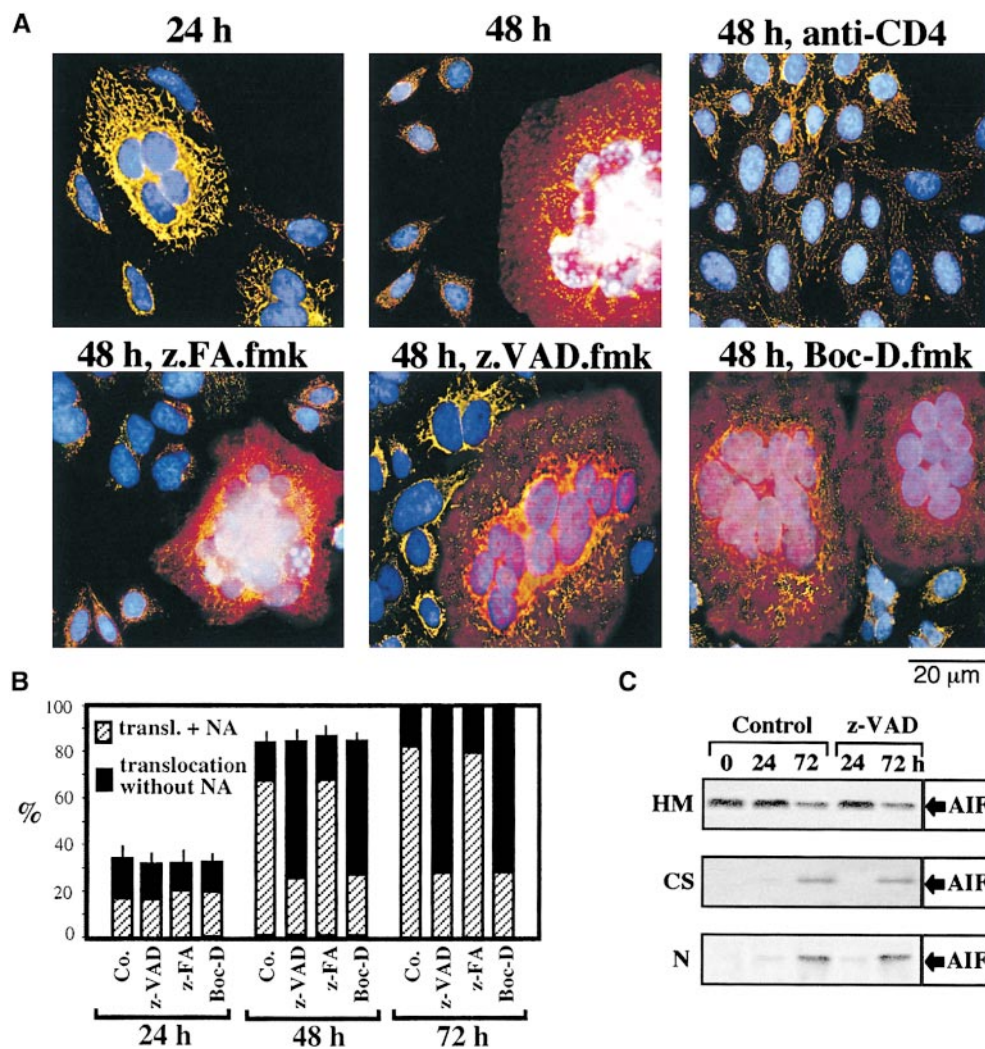 A
24 h
48 h
48 h, anti-CD4
48 h, z.FA.fmk
48 h, z.VAD.fmk
48 h, Boc-D.fmk
20 µm
B
100
80
60
40
20
0
%
transl. + NA
translocation
without NA
Co.
z-VAD
z-FA
Boc-D
Co.
z-VAD
z-FA
Boc-D
Co.
z-VAD
z-FA
Boc-D
24 h
48 h
72 h
C
Control
z-VAD
0 24 72 24 72 h
HM
AIF
CS
AIF
N
AIF